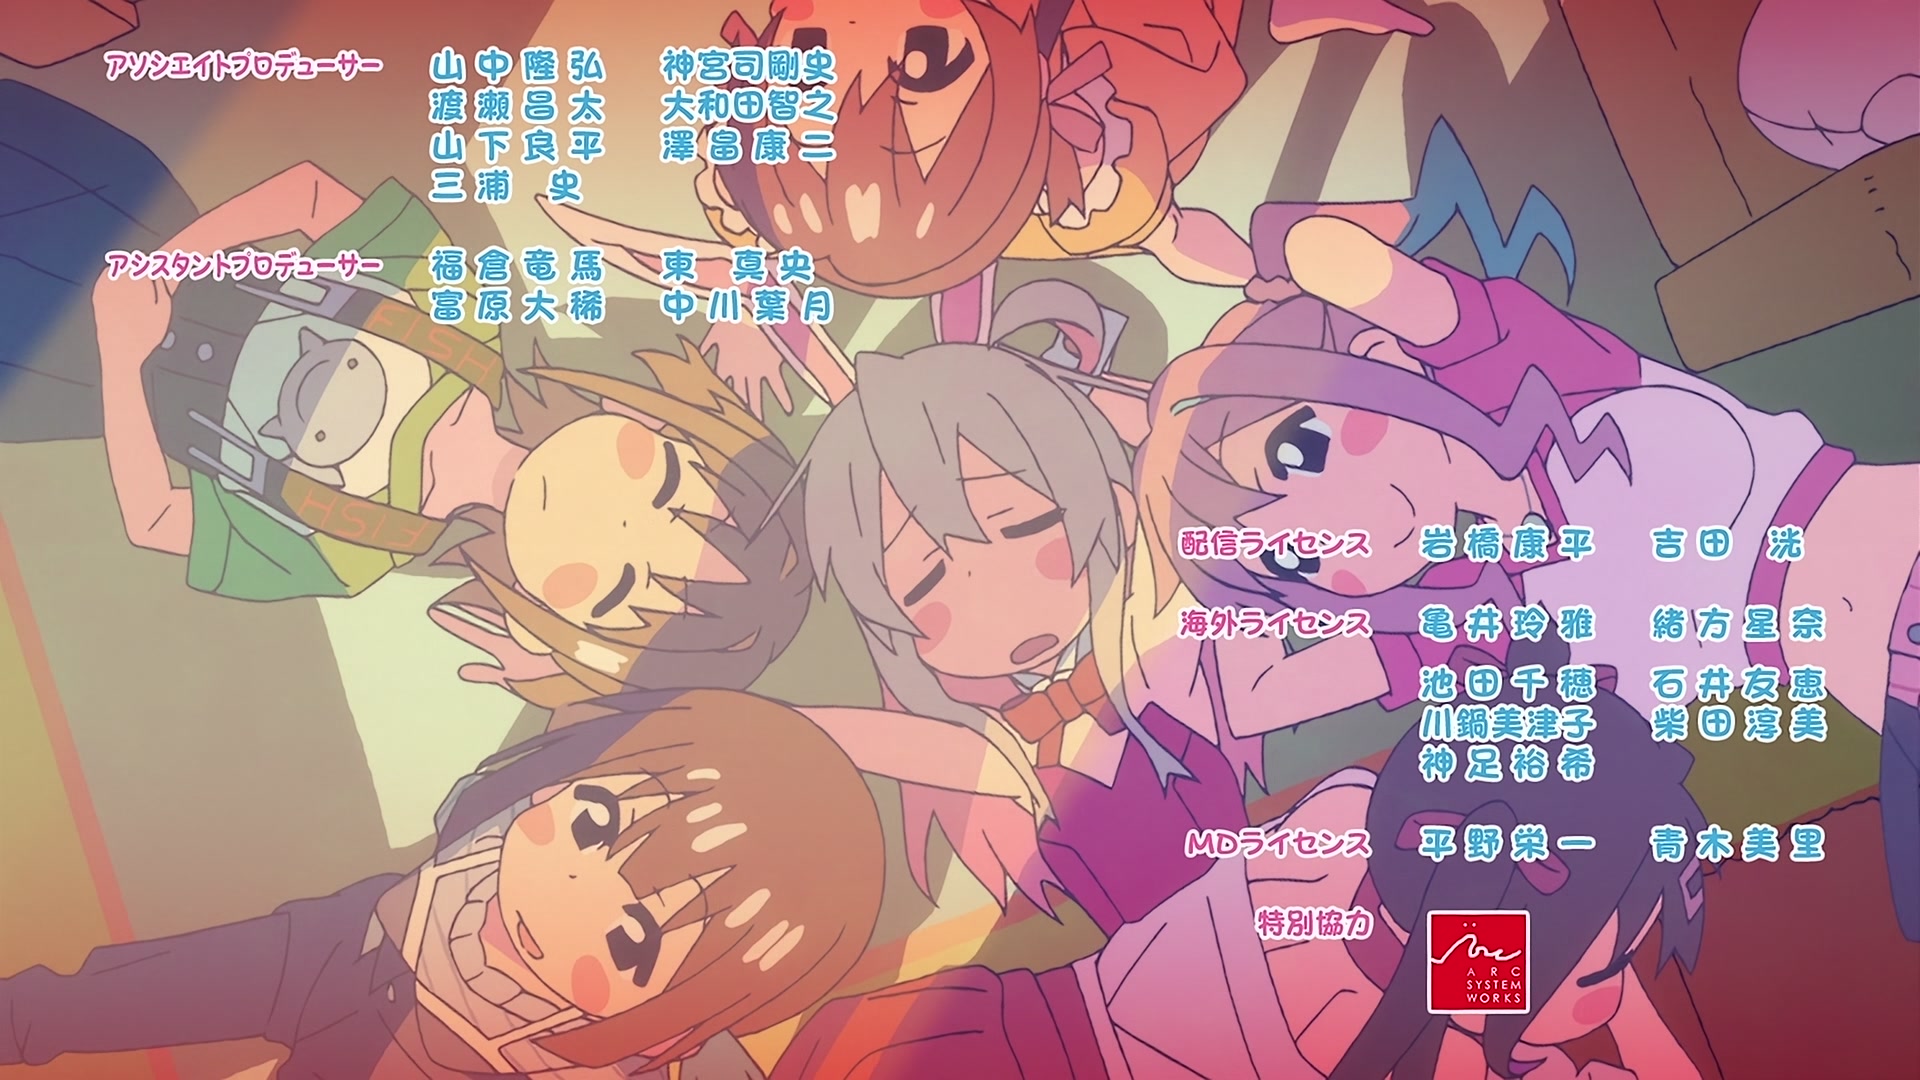 アソシエイトプロデューサー 山中隆弘 神宮司剛史
渡瀬昌太 大和田智之
山下良平 澤畠康二
三浦 史
アシスタントプロデューサー 福倉竜馬 東 真央
富原大稀 中川葉月
FISH
FISH
配信ライセンス 岩橋康平 吉田 洸
海外ライセンス 亀井玲雅 緒方星奈
池田千穂 石井友恵
川鍋美津子 柴田淳美
神足裕希
MDライセンス 平野栄一 青木美里
特別協力
ARC
SYSTEM
WORKS